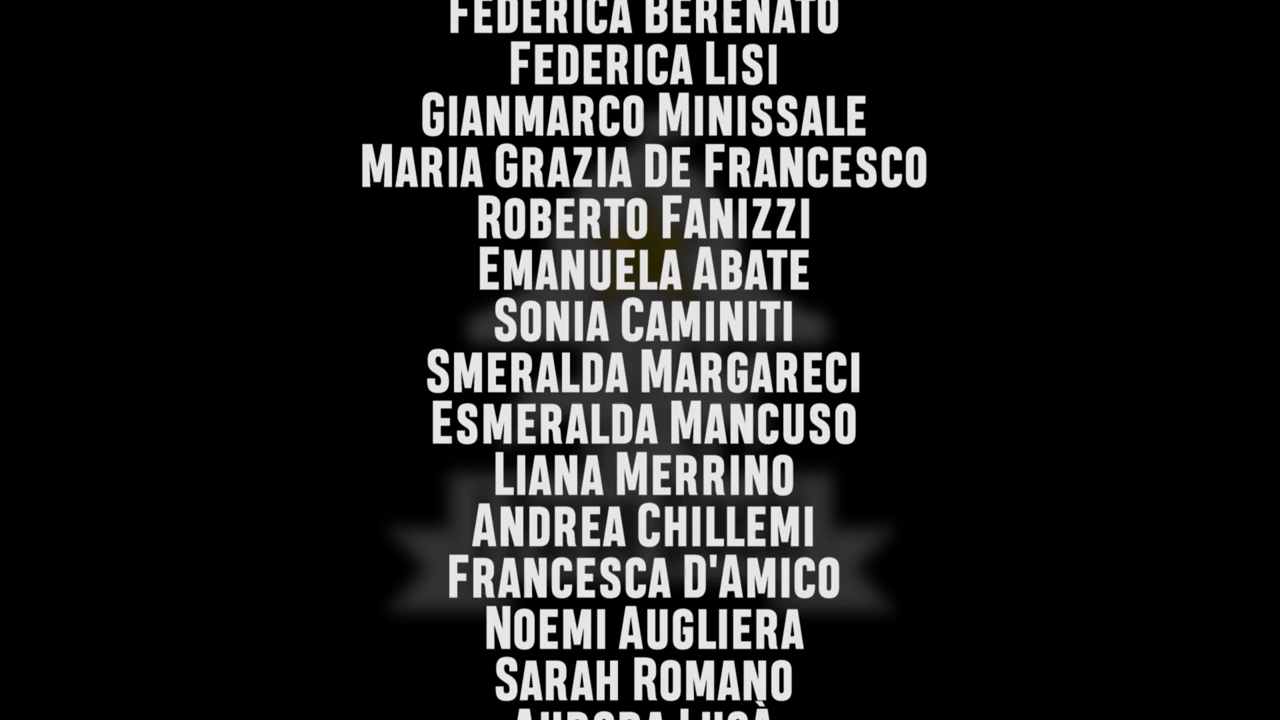 FEDERICA BERENATO
FEDERICA LISI
GIANMARCO MINISSALE
MARIA GRAZIA DE FRANCESCO
ROBERTO FANIZZI
EMANUELA ABATE
SONIA CAMINITI
SMERALDA MARGARECI
ESMERALDA MANCUSO
LIANA MERRINO
ANDREA CHILLEMI
FRANCESCA D'AMICO
NOEMI AUGLIERA
SARAH ROMANO
AURORA